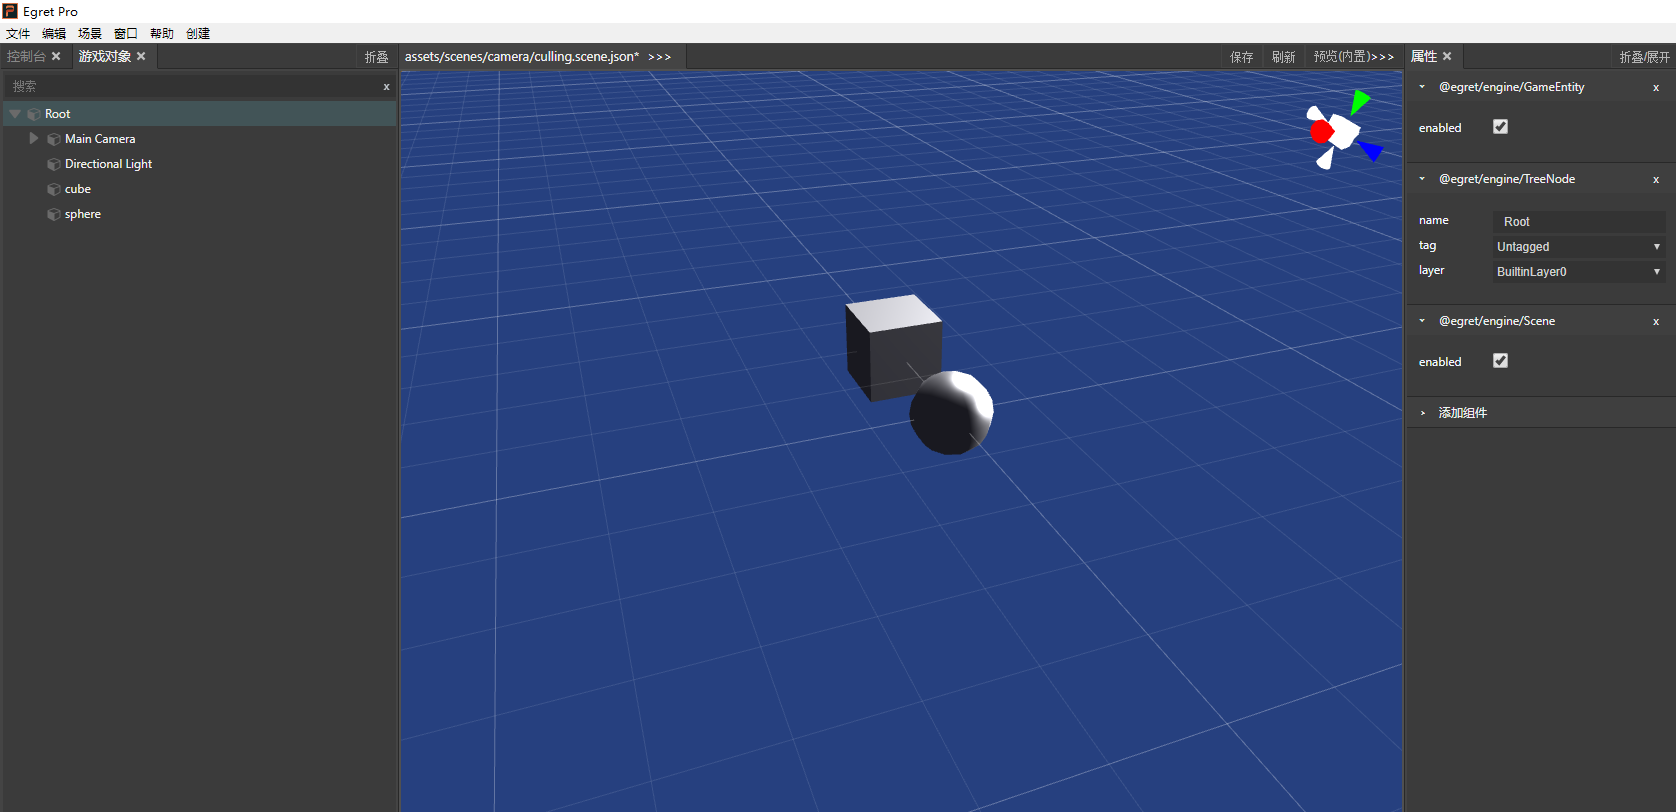 Egret Pro
文件 编辑 场景 窗口 帮助 创建
控制台 × 游戏对象 × 折叠
搜索 x
Root
Main Camera
Directional Light
cube
sphere
assets/scenes/camera/culling.scene.json* >>> 保存 刷新 预览(内置)>>>
属性 × 折叠/展开
@egret/engine/GameEntity x
enabled
@egret/engine/TreeNode x
name Root
tag Untagged
layer BuiltinLayer0
@egret/engine/Scene x
enabled
添加组件